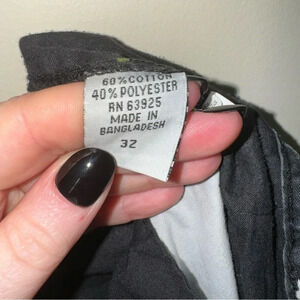 60% COTTON
40% POLYESTER
RN 63925
MADE IN
BANGLADESH
32